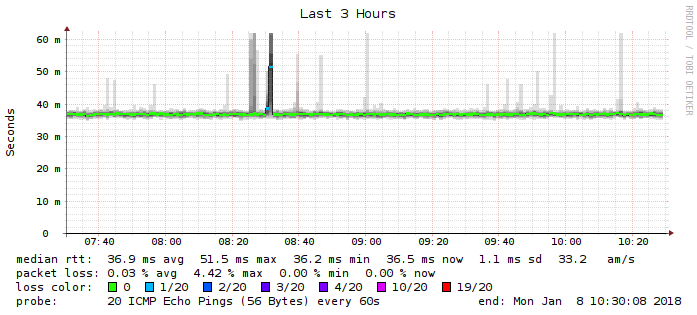 Last 3 Hours
RRDTOOL / TOBI OETIKER
Seconds
60 m
50 m
40 m
30 m
20 m
10 m
0
07:40 08:00 08:20 08:40 09:00 09:20 09:40 10:00 10:20
median rtt: 36.9 ms avg 51.5 ms max 36.2 ms min 36.5 ms now 1.1 ms sd 33.2 am/s
packet loss: 0.03 % avg 4.42 % max 0.00 % min 0.00 % now
loss color: 0 1/20 2/20 3/20 4/20 10/20 19/20
probe: 20 ICMP Echo Pings (56 Bytes) every 60s end: Mon Jan 8 10:30:08 2018